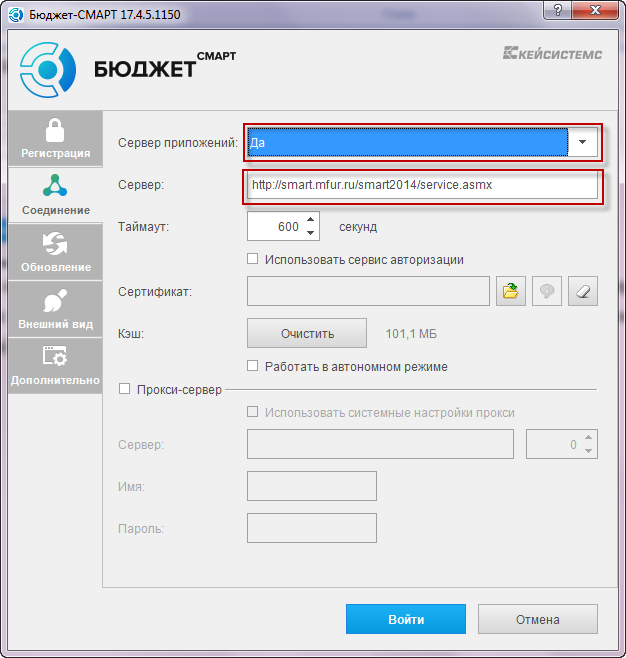 Бюджет-СМАРТ 17.4.5.1150
БЮДЖЕТ СМАРТ
КЕЙСИСТЕМС
Регистрация
Соединение
Обновление
Внешний вид
Дополнительно
Сервер приложений: Да
Сервер: http://smart.mfur.ru/smart2014/service.asmx
Таймаут: 600 секунд
Использовать сервис авторизации
Сертификат:
Кэш: Очистить 101,1 МБ
Работать в автономном режиме
Прокси-сервер
Использовать системные настройки прокси
Сервер: 0
Имя:
Пароль:
Войти Отмена